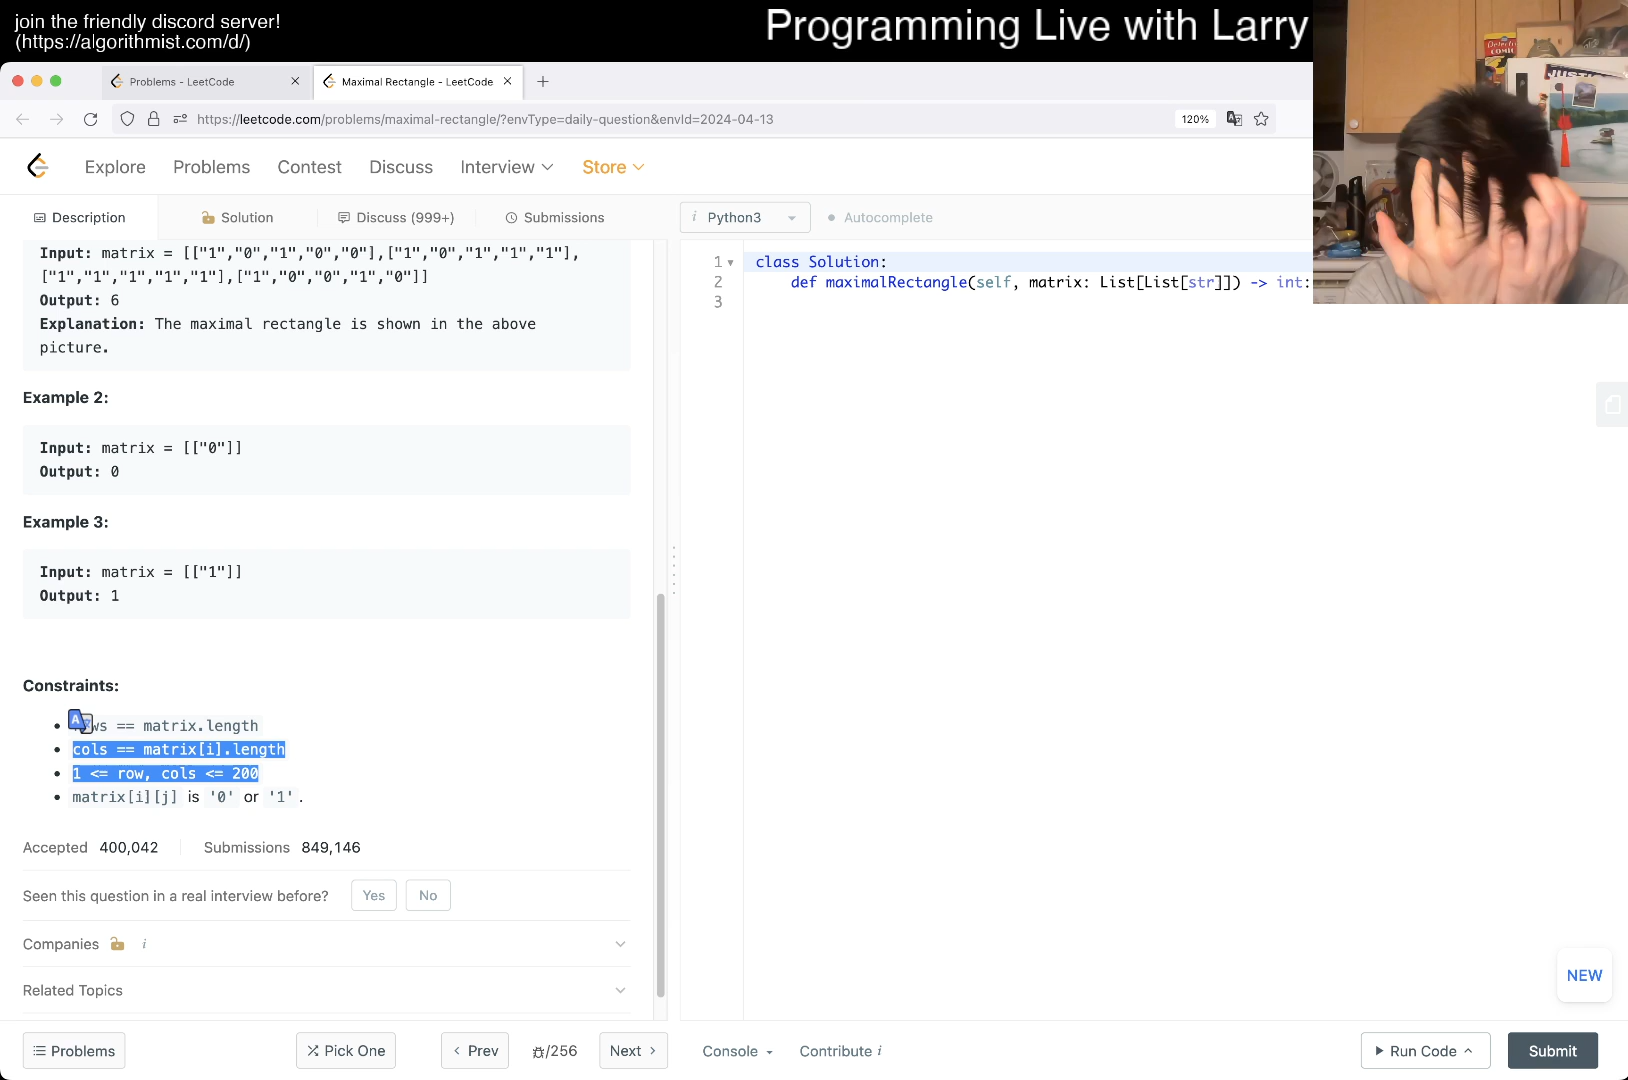 join the friendly discord server!
(https://algorithmist.com/d/)
Programming Live with Larry
Problems - LeetCode
Maximal Rectangle - LeetCode
https://leetcode.com/problems/maximal-rectangle/?envType=daily-question&envId=2024-04-13
120%
Explore
Problems
Contest
Discuss
Interview
Store
Description
Solution
Discuss (999+)
Submissions
i Python3
Autocomplete
Input: matrix = [["1","0","1","0","0"],["1","0","1","1","1"],
["1","1","1","1","1"],["1","0","0","1","0"]]
Output: 6
Explanation: The maximal rectangle is shown in the above
picture.
Example 2:
Input: matrix = [["0"]]
Output: 0
Example 3:
Input: matrix = [["1"]]
Output: 1
Constraints:
ws == matrix.length
cols == matrix[i].length
1 <= row, cols <= 200
matrix[i][j] is '0' or '1'.
Accepted 400,042
Submissions 849,146
Seen this question in a real interview before?
Yes
No
Companies i
Related Topics
1 class Solution:
2 def maximalRectangle(self, matrix: List[List[str]]) -> int:
3
NEW
Problems
Pick One
Prev
/256
Next
Console
Contribute i
Run Code
Submit